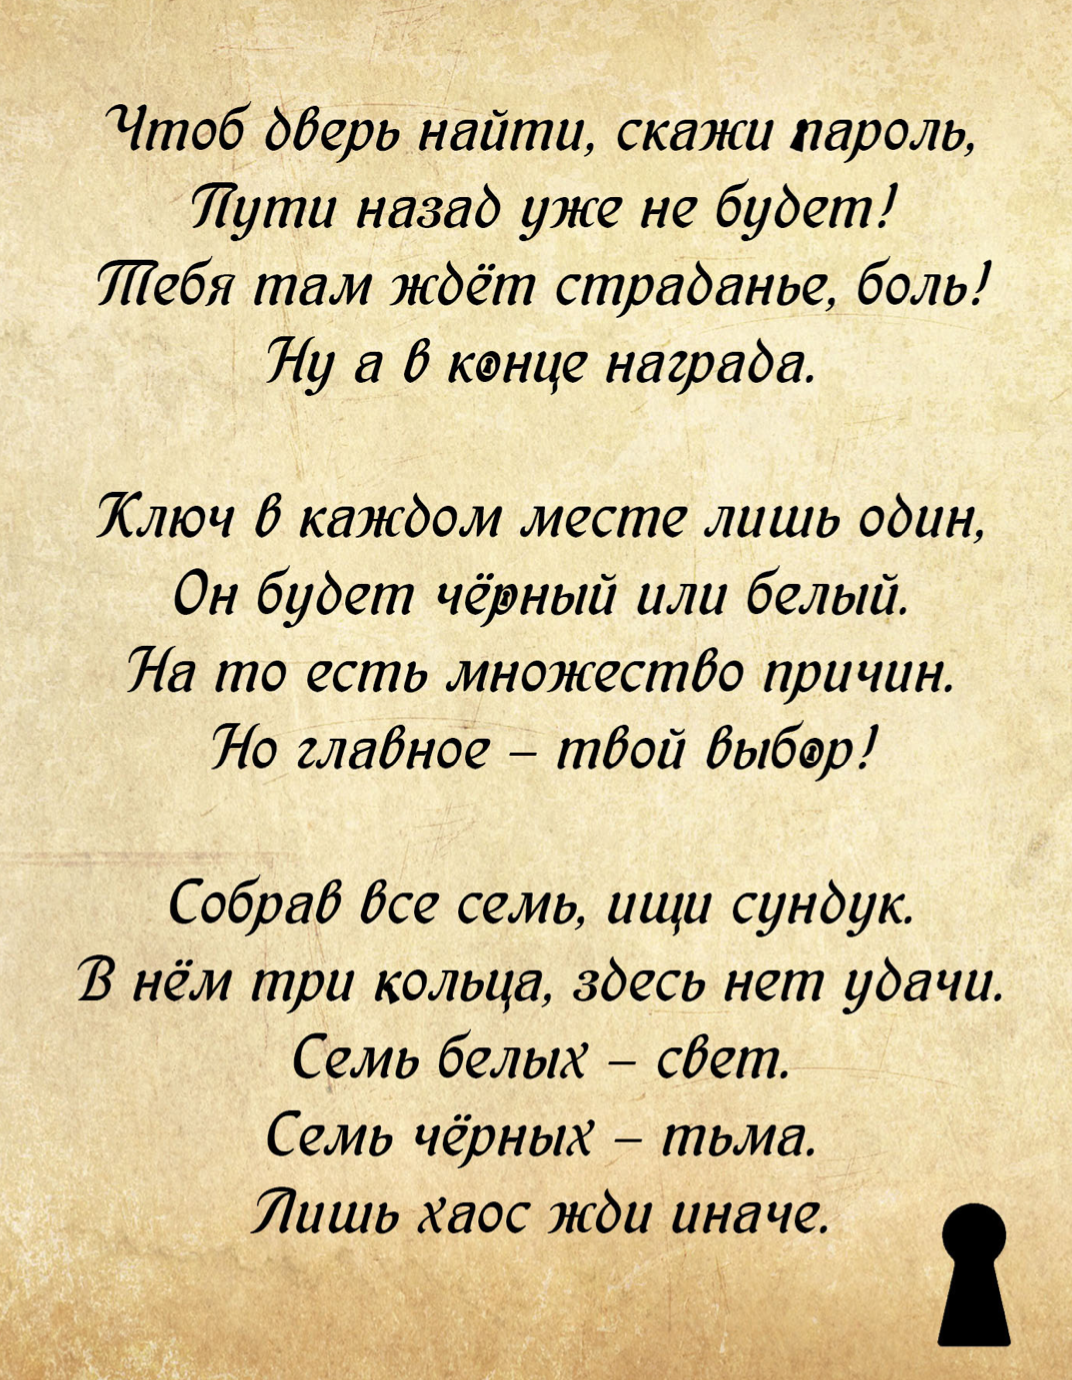 Чтоб дверь найти, скажи пароль,
Пути назад уже не будет!
Тебя там ждёт страданье, боль!
Ну а в конце награда.
Ключ в каждом месте лишь один,
Он будет чёрный или белый.
На то есть множество причин.
Но главное – твой выбор!
Собрав все семь, ищи сундук.
В нём три кольца, здесь нет удачи.
Семь белых – свет.
Семь чёрных – тьма.
Лишь хаос жди иначе.